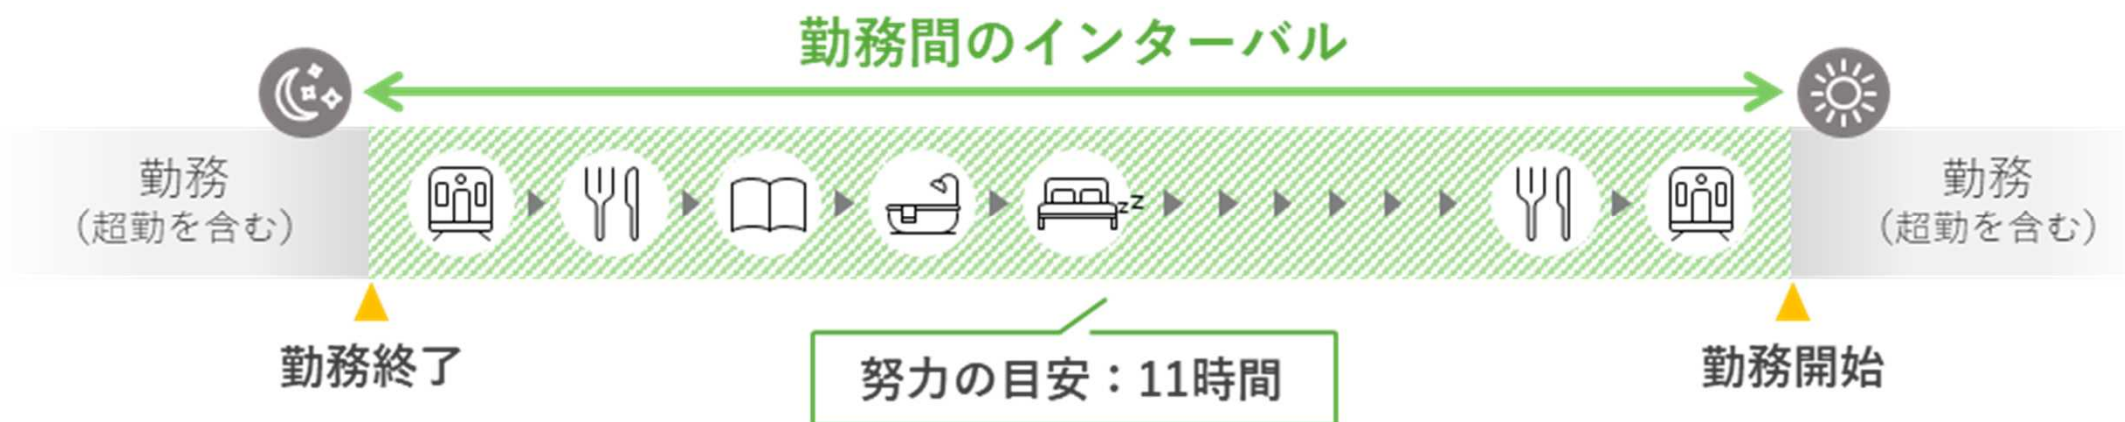 勤務間のインターバル
勤務
（超勤を含む）
zZ
勤務
（超勤を含む）
勤務終了
努力の目安：11時間
勤務開始